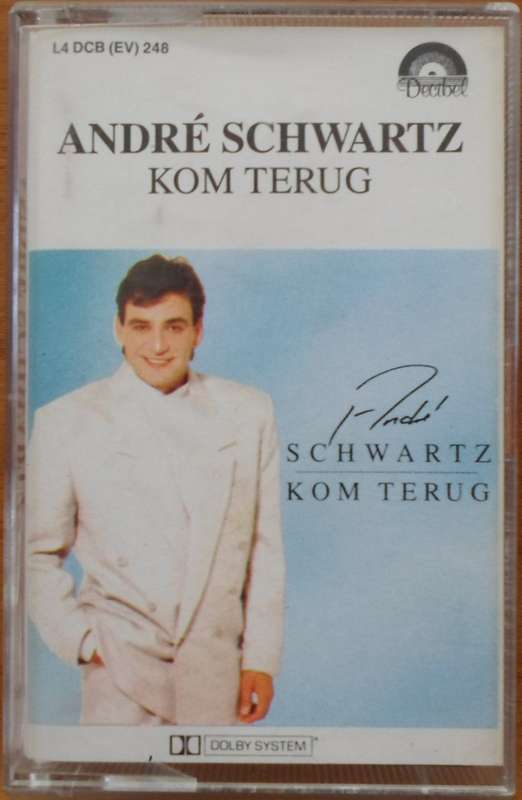 L4 DCB (EV) 248
Decibel
ANDRÉ SCHWARTZ
KOM TERUG
André
SCHWARTZ
KOM TERUG
DOLBY SYSTEM